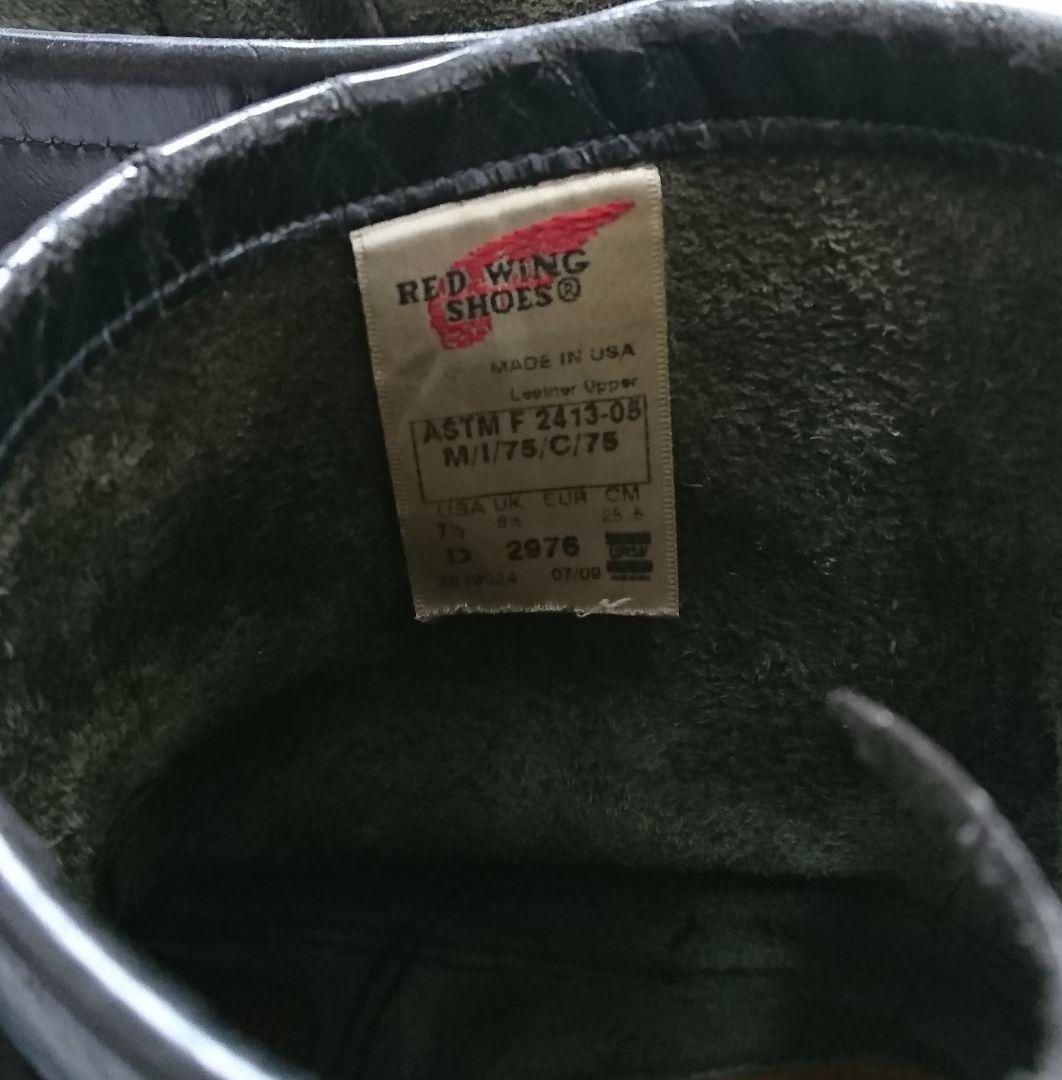 RED WING
SHOES®
MADE IN USA
Leather Upper
ASTM F 2413-05
M/I/75/C/75
USA UK EUR CM
7½ 6½ 25.5
D 2976
07/09